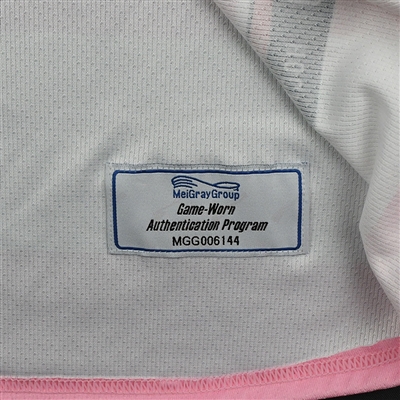 MeiGrayGroup
Game-Worn
Authentication Program
MGG006144